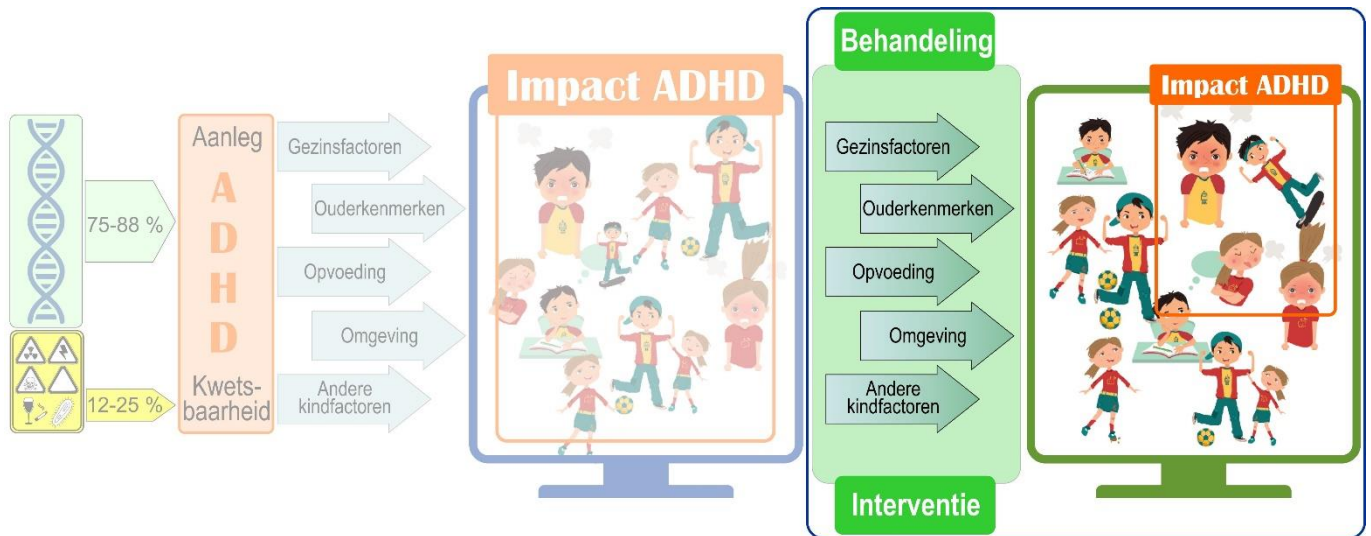 75-88 %
12-25 %
Aanleg
A
D
H
D
Kwets-
baarheid
Gezinsfactoren
Ouderkenmerken
Opvoeding
Omgeving
Andere
kindfactoren
Impact ADHD
Behandeling
Gezinsfactoren
Ouderkenmerken
Opvoeding
Omgeving
Andere
kindfactoren
Interventie
Impact ADHD